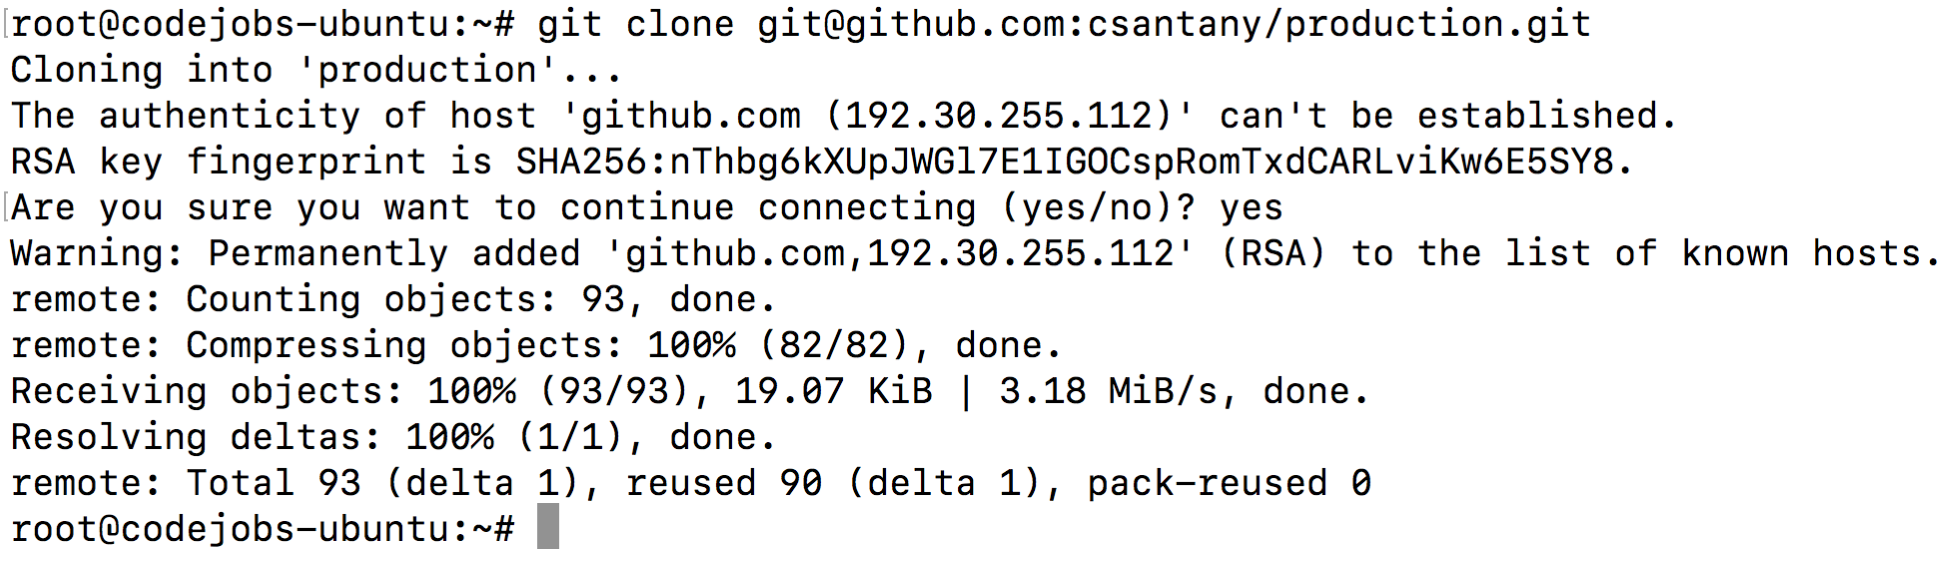 root@codejobs-ubuntu:~# git clone git@github.com:csantany/production.git
Cloning into 'production'...
The authenticity of host 'github.com (192.30.255.112)' can't be established.
RSA key fingerprint is SHA256:nThbg6kXUpJWGl7E1IGOCspRomTxdCARLviKw6E5SY8.
Are you sure you want to continue connecting (yes/no)? yes
Warning: Permanently added 'github.com,192.30.255.112' (RSA) to the list of known hosts.
remote: Counting objects: 93, done.
remote: Compressing objects: 100% (82/82), done.
Receiving objects: 100% (93/93), 19.07 KiB | 3.18 MiB/s, done.
Resolving deltas: 100% (1/1), done.
remote: Total 93 (delta 1), reused 90 (delta 1), pack-reused 0
root@codejobs-ubuntu:~#